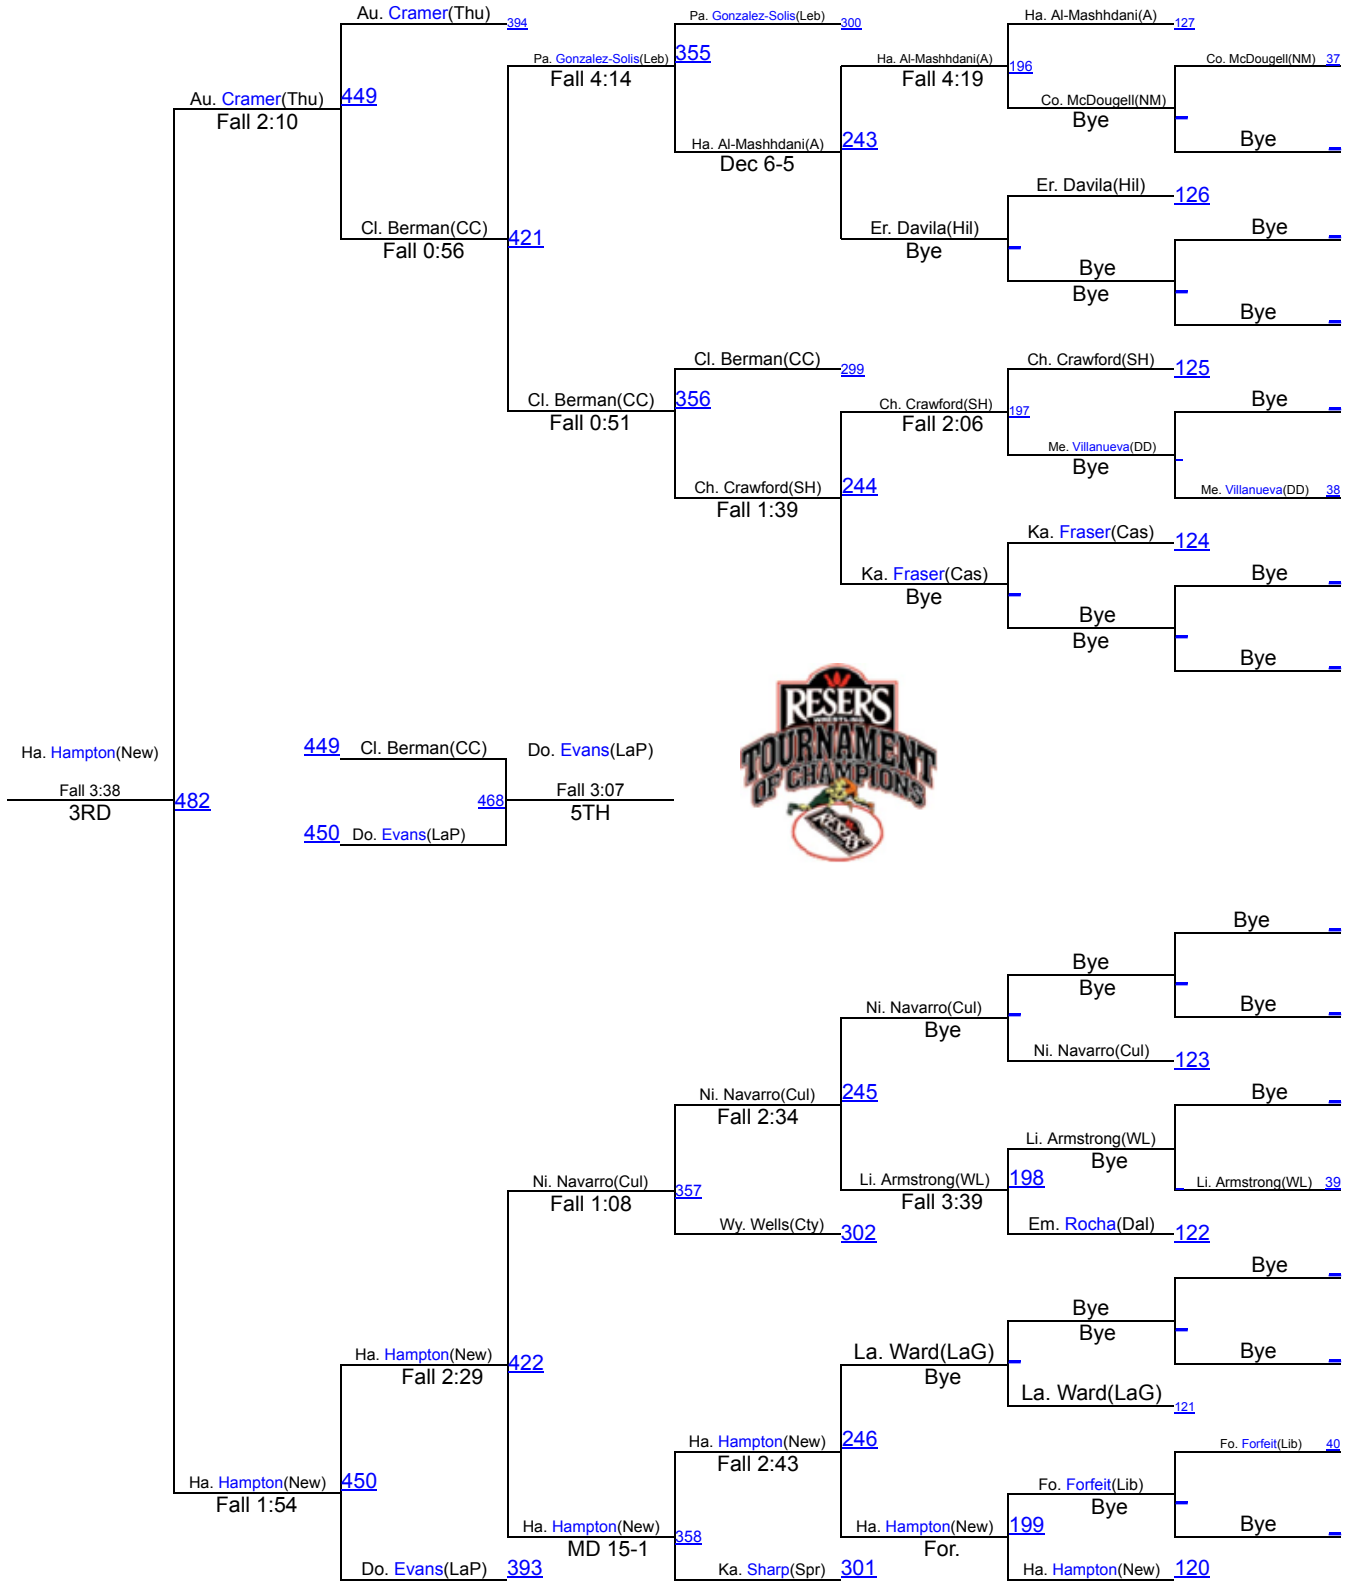 Au. Cramer(Thu) 394
Pa. Gonzalez-Solis(Leb) 300
Ha. Al-Mashhdani(A) 127
Pa. Gonzalez-Solis(Leb) 355
Fall 4:14
Ha. Al-Mashhdani(A) 196
Fall 4:19
Co. McDougell(NM) 37
Au. Cramer(Thu) 449
Fall 2:10
Co. McDougell(NM)
Bye
Ha. Al-Mashhdani(A) 243
Dec 6-5
Bye
Er. Davila(Hil) 126
Cl. Berman(CC) 421
Fall 0:56
Er. Davila(Hil)
Bye
Bye
Bye
Bye
Bye
Cl. Berman(CC) 299
Ch. Crawford(SH) 125
Cl. Berman(CC) 356
Fall 0:51
Ch. Crawford(SH) 197
Fall 2:06
Bye
Me. Villanueva(DD)
Bye
Ch. Crawford(SH) 244
Fall 1:39
Me. Villanueva(DD) 38
Ka. Fraser(Cas) 124
Ka. Fraser(Cas)
Bye
Bye
Bye
Bye
Bye
RESER'S
WRESTLING
TOURNAMENT
OF CHAMPIONS
RESER'S
Ha. Hampton(New)
449 Cl. Berman(CC)
Do. Evans(LaP)
Fall 3:38 482
3RD
468 Fall 3:07
5TH
450 Do. Evans(LaP)
Bye
Bye
Bye
Bye
Ni. Navarro(Cul)
Bye
Ni. Navarro(Cul) 123
Ni. Navarro(Cul) 245
Fall 2:34
Bye
Li. Armstrong(WL)
Bye
Ni. Navarro(Cul) 357
Fall 1:08
Li. Armstrong(WL) 198
Fall 3:39
Li. Armstrong(WL) 39
Wy. Wells(Cty) 302
Em. Rocha(Dal) 122
Bye
Bye
Bye
Ha. Hampton(New) 422
Fall 2:29
La. Ward(LaG)
Bye
Bye
La. Ward(LaG) 121
Ha. Hampton(New) 246
Fall 2:43
Fo. Forfeit(Lib) 40
Ha. Hampton(New) 450
Fall 1:54
Fo. Forfeit(Lib)
Bye
Ha. Hampton(New) 358
MD 15-1
Ha. Hampton(New) 199
For.
Bye
Do. Evans(LaP) 393
Ka. Sharp(Spr) 301
Ha. Hampton(New) 120